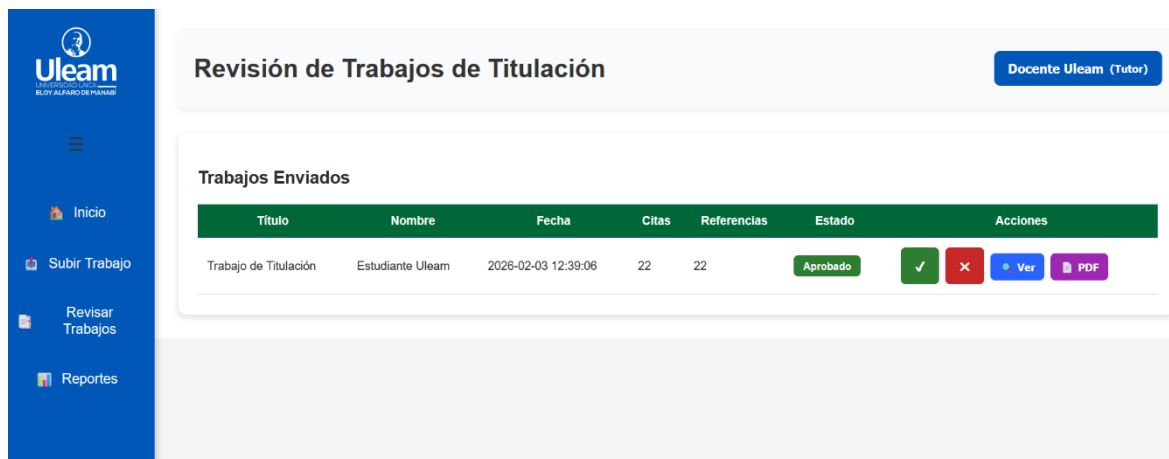 Uleam
UNIVERSIDAD LAICA
ELOY ALFARO DE MANABÍ
Inicio
Subir Trabajo
Revisar
Trabajos
Reportes
Revisión de Trabajos de Titulación
Docente Uleam (Tutor)
Trabajos Enviados
Título Nombre Fecha Citas Referencias Estado Acciones
Trabajo de Titulación Estudiante Uleam 2026-02-03 12:39:06 22 22 Aprobado Ver PDF